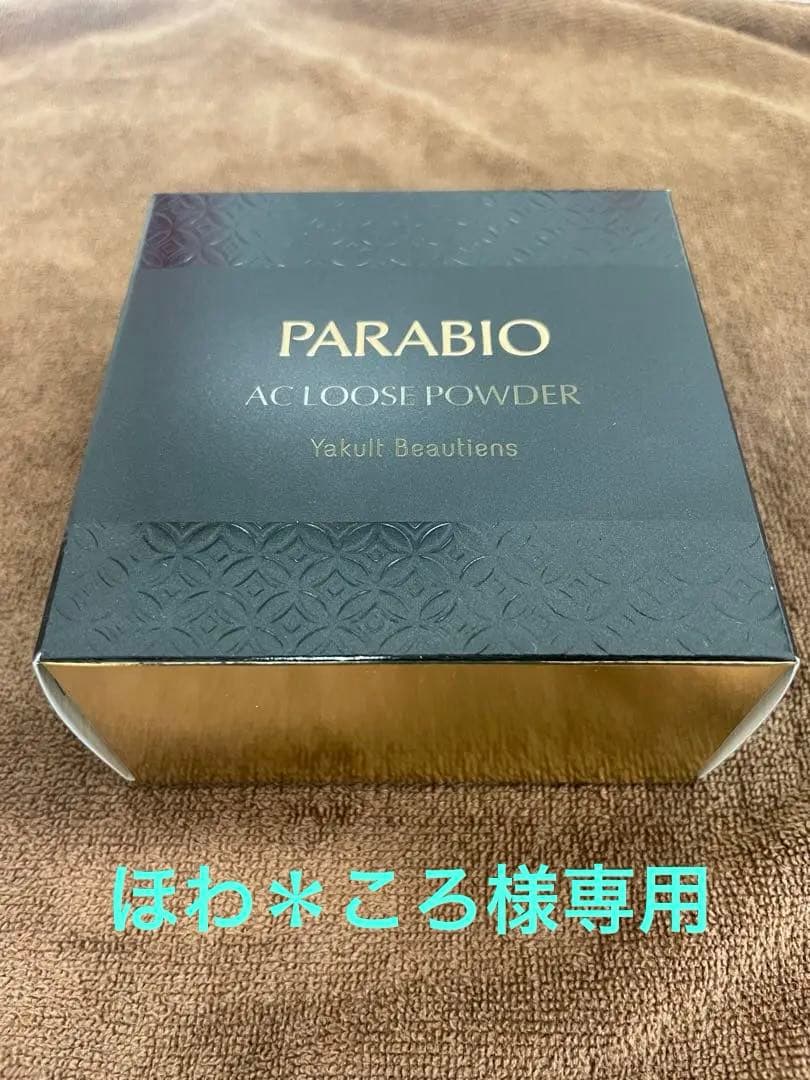 PARABIO
AC LOOSE POWDER
Yakult Beautiens
ほわ＊ころ様専用